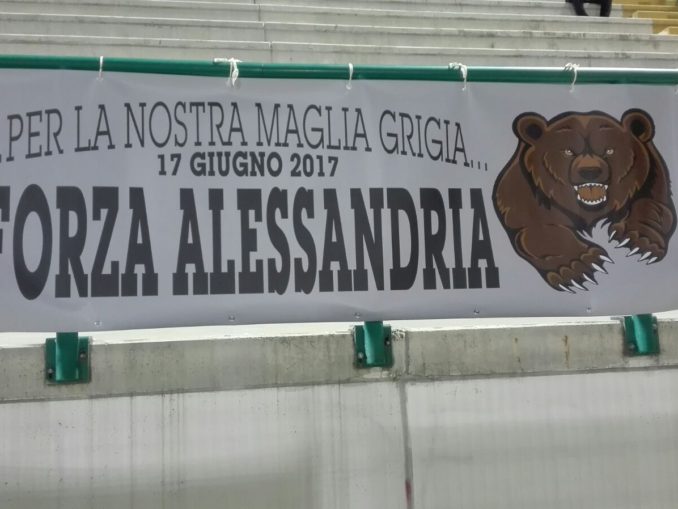 ..PER LA NOSTRA MAGLIA GRIGIA...
17 GIUGNO 2017
FORZA ALESSANDRIA